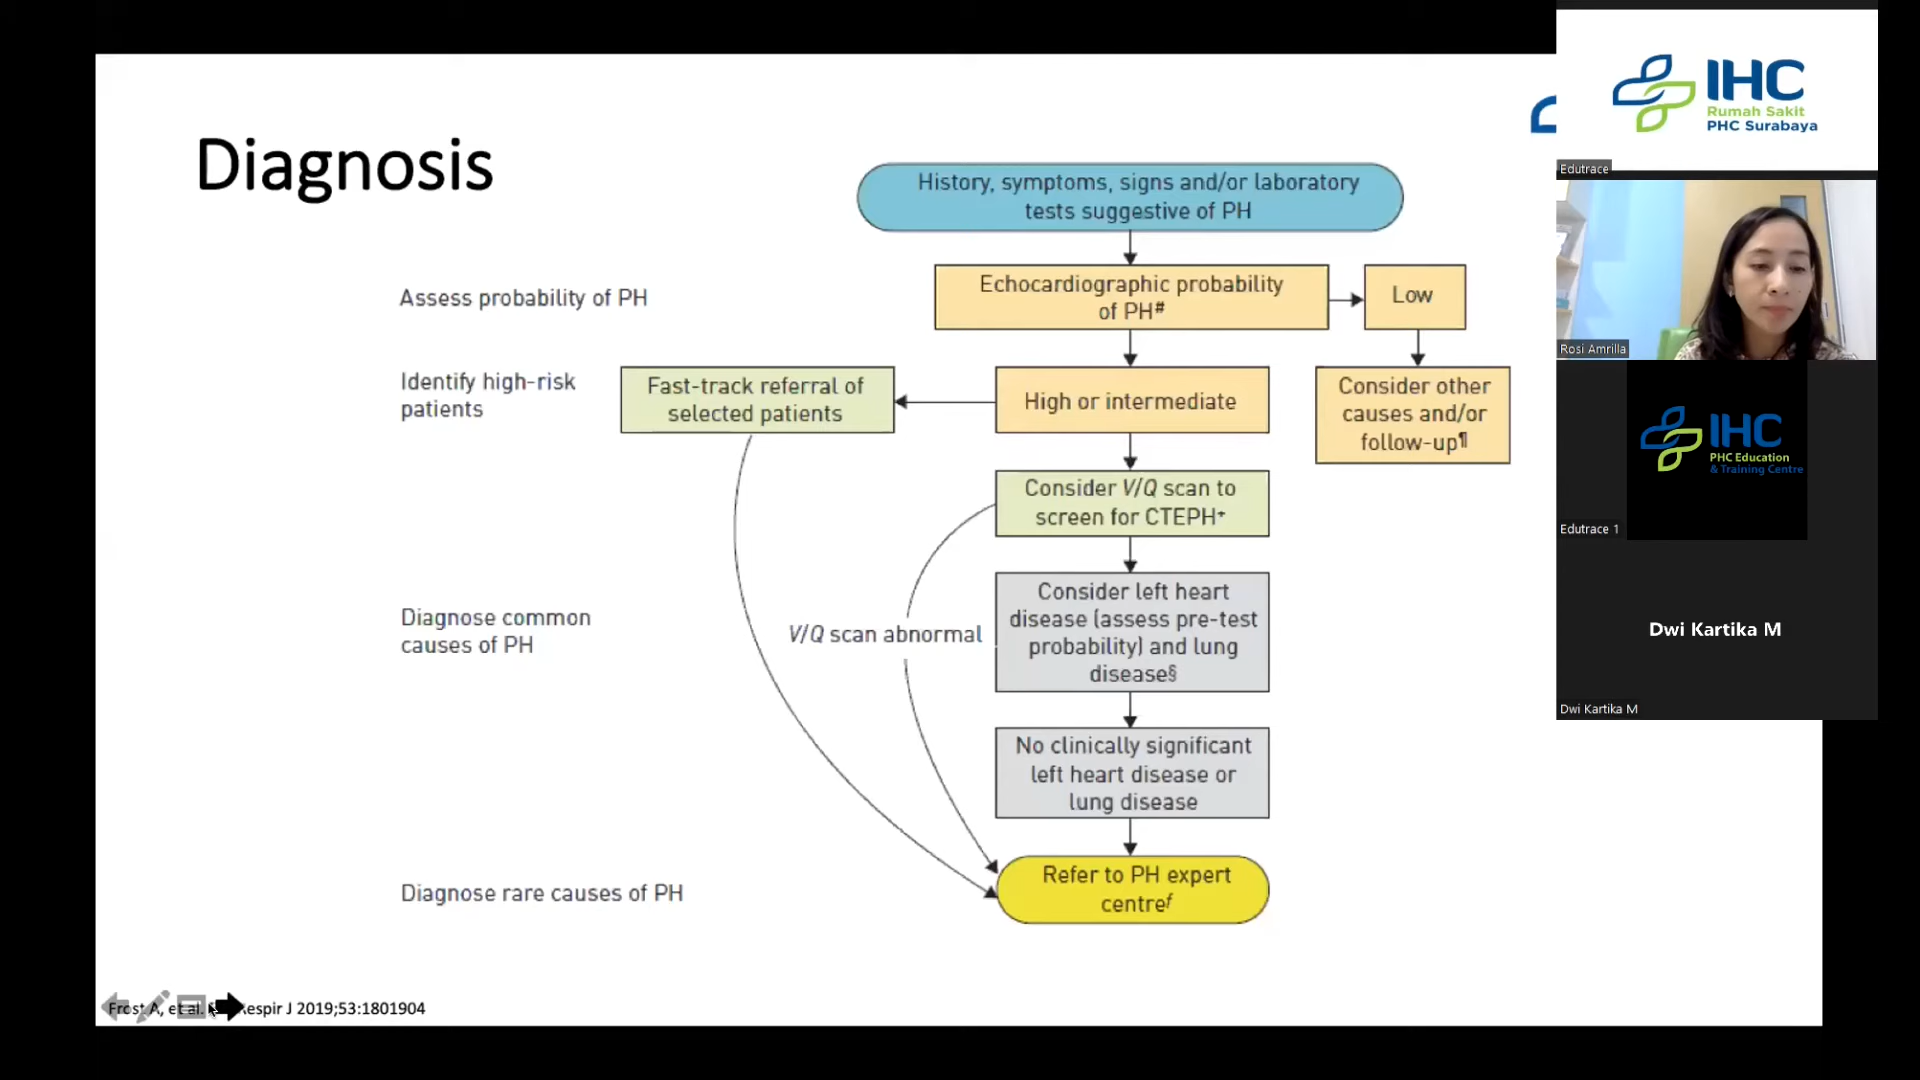 Diagnosis
History, symptoms, signs and/or laboratory
tests suggestive of PH
Assess probability of PH
Echocardiographic probability
of PH#
Low
Identify high-risk
patients
Fast-track referral of
selected patients
High or intermediate
Consider other
causes and/or
follow-up¶
Consider V/Q scan to
screen for CTEPH+
Diagnose common
causes of PH
V/Q scan abnormal
Consider left heart
disease (assess pre-test
probability) and lung
disease§
No clinically significant
left heart disease or
lung disease
Diagnose rare causes of PH
Refer to PH expert
centreƒ
Frost A, et al. Respir J 2019;53:1801904
IHC
Rumah Sakit
PHC Surabaya
Edutrace
Rosi Amrilla
IHC
PHC Education
& Training Centre
Edutrace 1
Dwi Kartika M
Dwi Kartika M